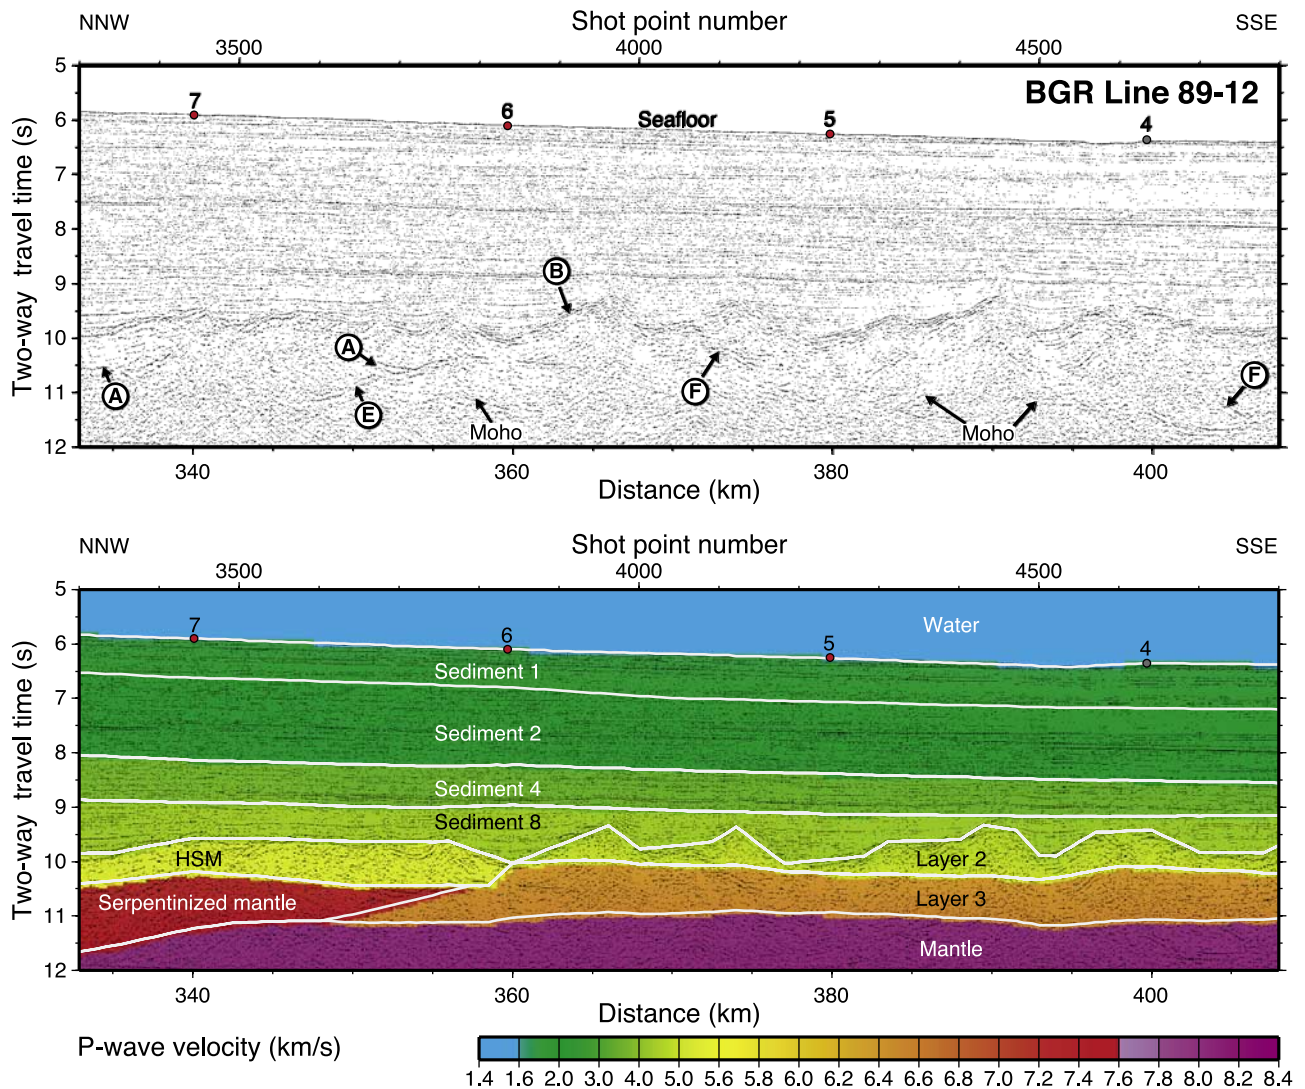 NNW Shot point number SSE
3500 4000 4500
BGR Line 89-12
7 6 Seafloor 5 4
5
6
7
8
9
10
11
12
Two-way travel time (s)
B
A
A
E
F
F
Moho
Moho
340 360 380 400
Distance (km)
NNW Shot point number SSE
3500 4000 4500
5
6
7
8
9
10
11
12
Two-way travel time (s)
Water
7 6 5 4
Sediment 1
Sediment 2
Sediment 4
Sediment 8
HSM Layer 2
Serpentinized mantle Layer 3
Mantle
340 360 380 400
Distance (km)
P-wave velocity (km/s)
1.4 1.6 2.0 3.0 4.0 5.0 5.6 5.8 6.0 6.2 6.4 6.6 6.8 7.0 7.2 7.4 7.6 7.8 8.0 8.2 8.4